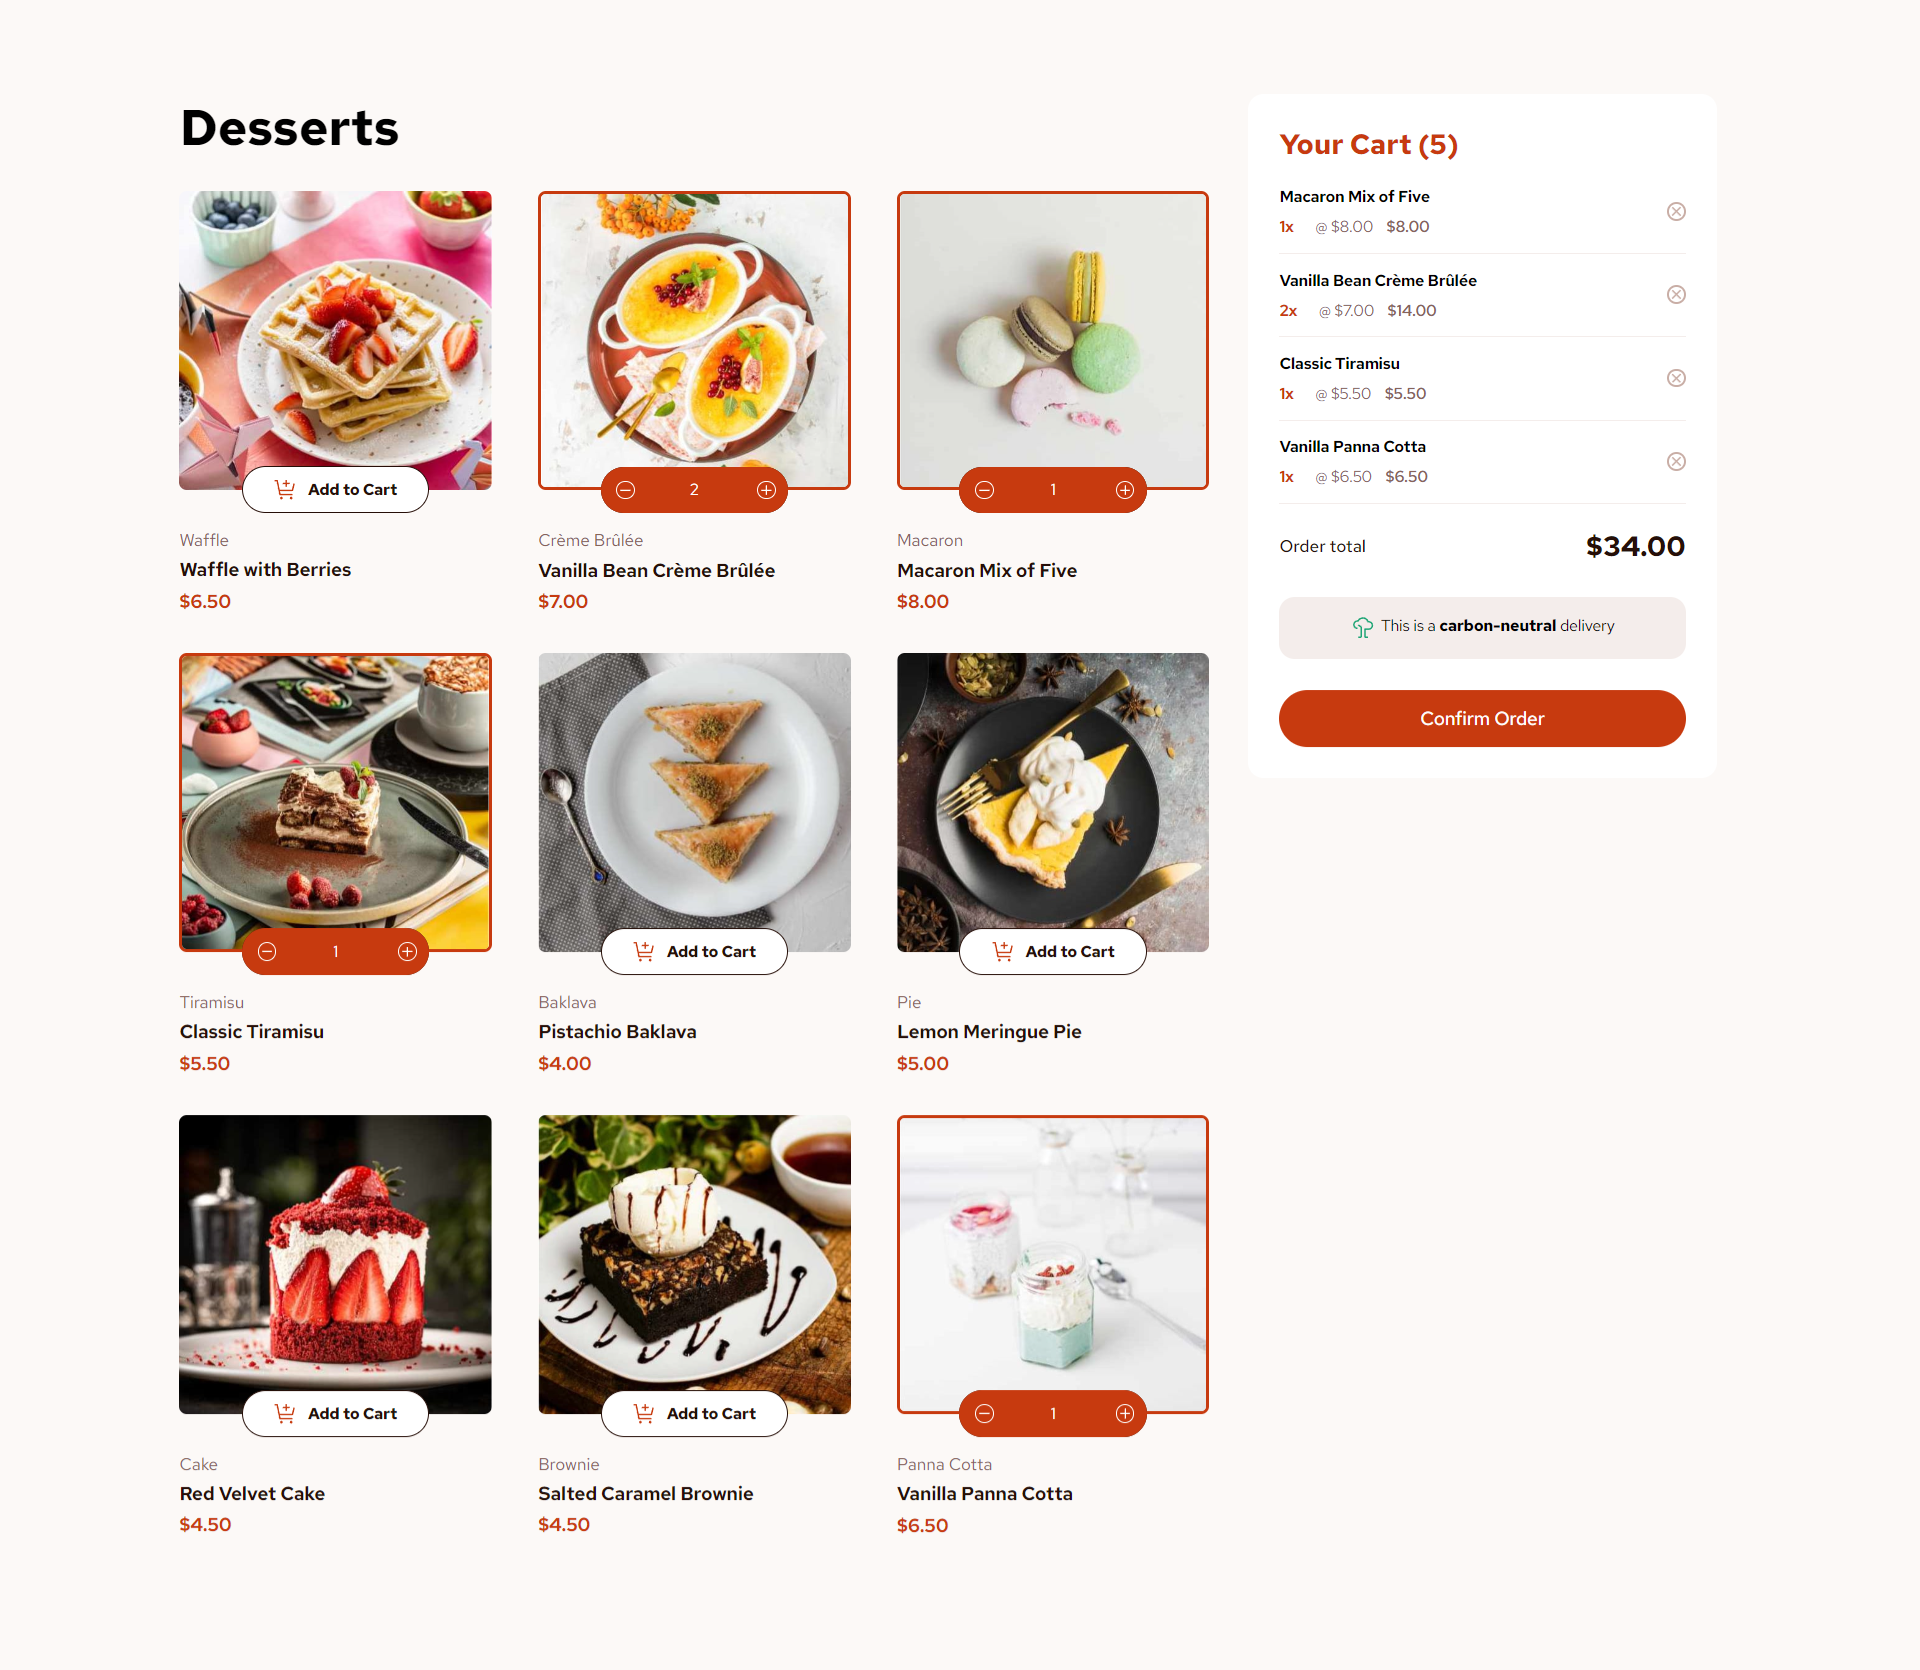 Desserts
Add to Cart
Waffle
Waffle with Berries
$6.50
2
Crème Brûlée
Vanilla Bean Crème Brûlée
$7.00
1
Macaron
Macaron Mix of Five
$8.00
1
Tiramisu
Classic Tiramisu
$5.50
Add to Cart
Baklava
Pistachio Baklava
$4.00
Add to Cart
Pie
Lemon Meringue Pie
$5.00
Add to Cart
Cake
Red Velvet Cake
$4.50
Add to Cart
Brownie
Salted Caramel Brownie
$4.50
1
Panna Cotta
Vanilla Panna Cotta
$6.50
Your Cart (5)
Macaron Mix of Five
1x @ $8.00 $8.00
Vanilla Bean Crème Brûlée
2x @ $7.00 $14.00
Classic Tiramisu
1x @ $5.50 $5.50
Vanilla Panna Cotta
1x @ $6.50 $6.50
Order total $34.00
This is a carbon-neutral delivery
Confirm Order